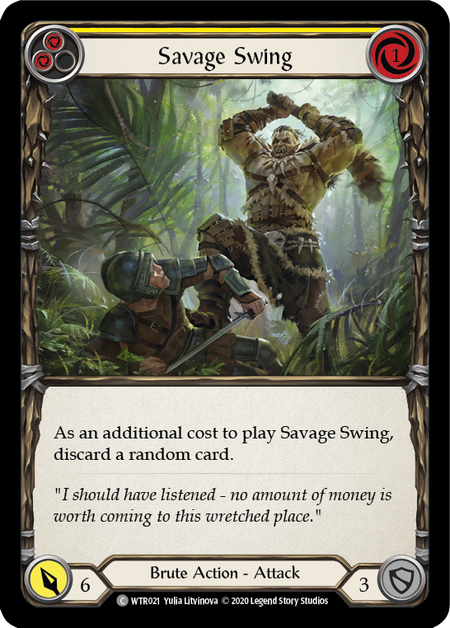 Savage Swing
1
As an additional cost to play Savage Swing,
discard a random card.
"I should have listened - no amount of money is
worth coming to this wretched place."
6
Brute Action - Attack
3
C WTR021 Yulia Litvinova © 2020 Legend Story Studios